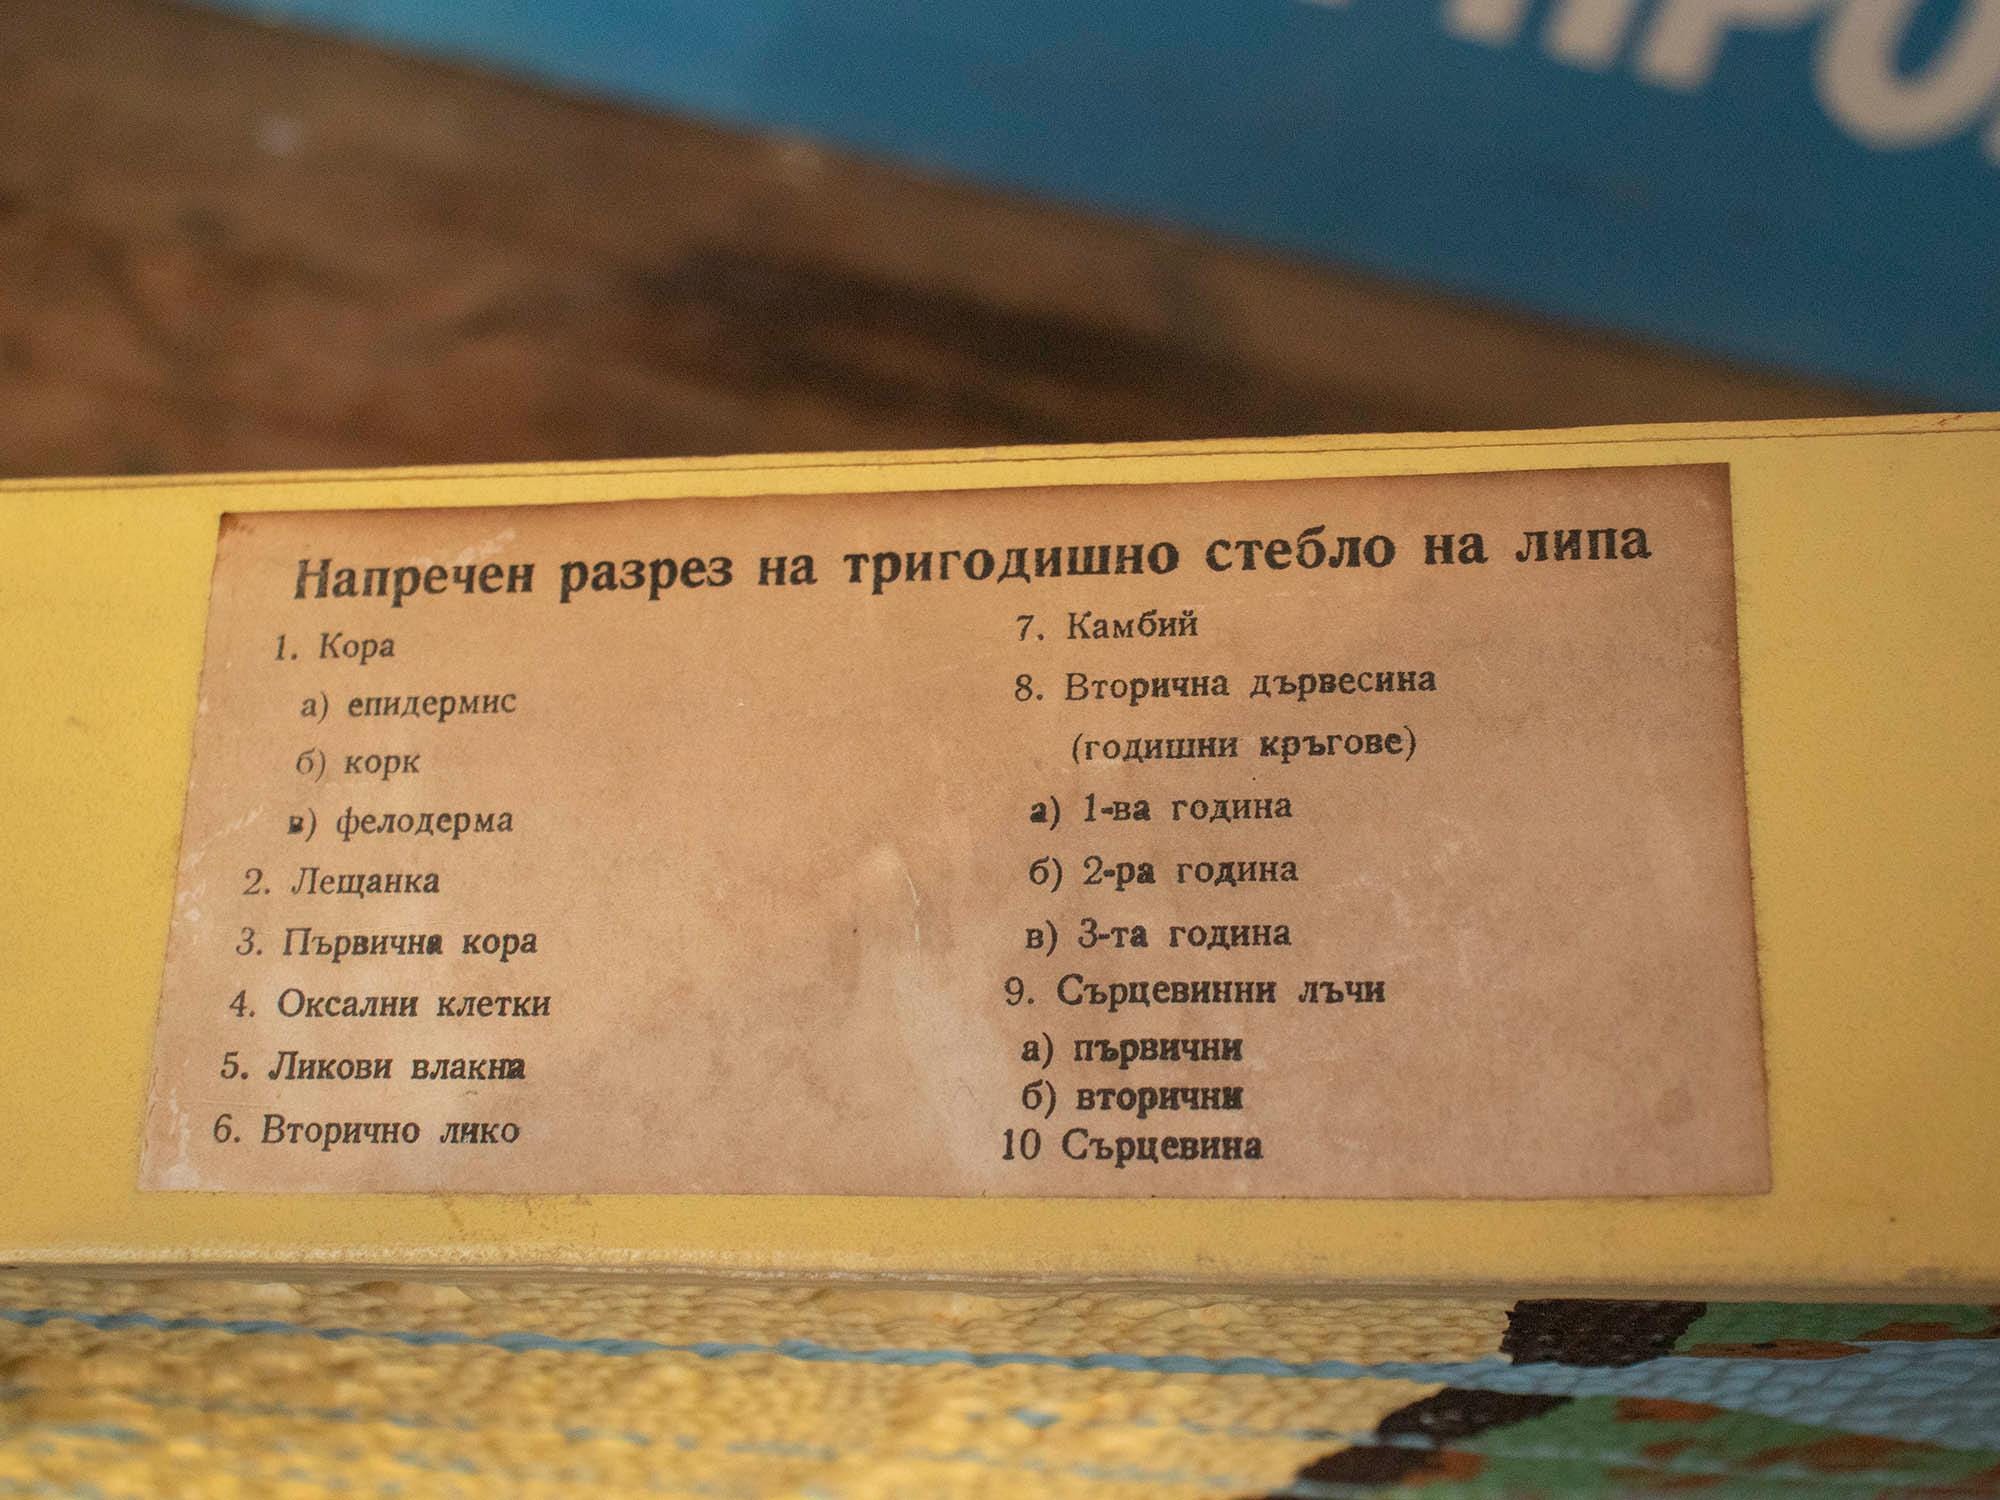 Напречен разрез на тригодишно стебло на липа
1. Кора
а) епидермис
б) корк
в) фелодерма
2. Лещанка
3. Първична кора
4. Оксални клетки
5. Ликови влакна
6. Вторично лико
7. Камбий
8. Вторична дървесина
(годишни кръгове)
а) 1-ва година
б) 2-ра година
в) 3-та година
9. Сърцевинни лъчи
а) първични
б) вторични
10 Сърцевина